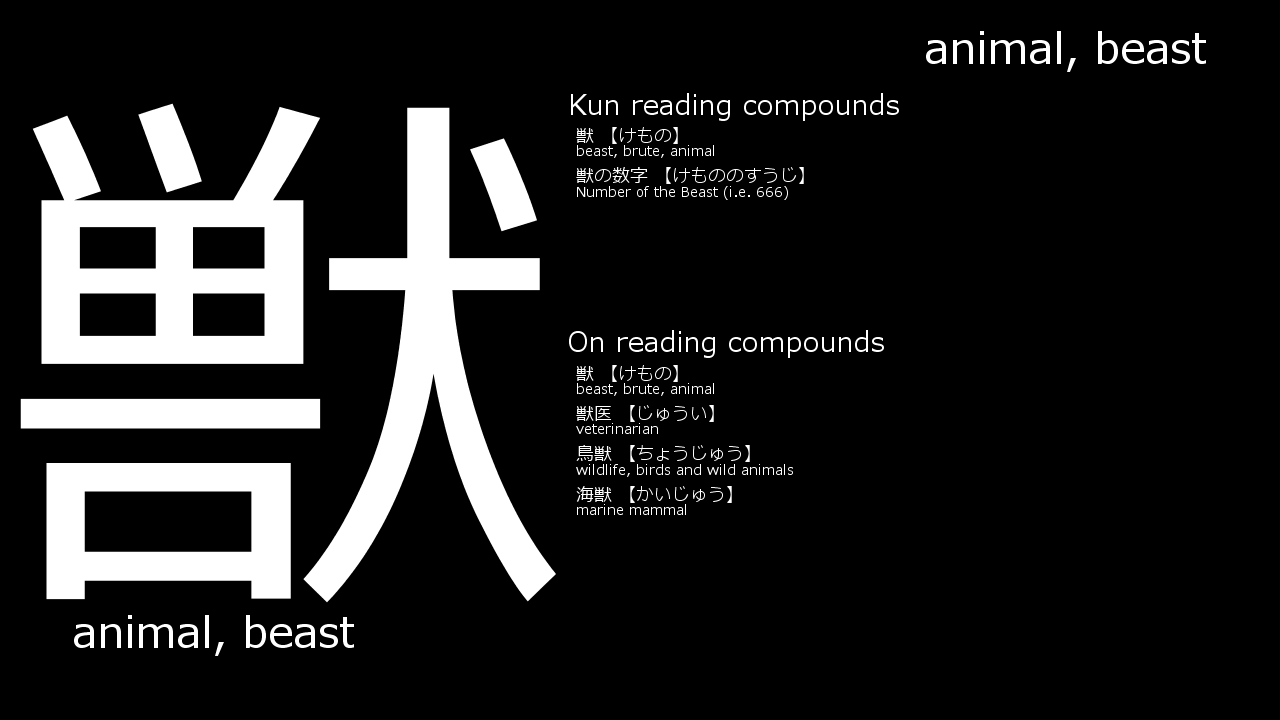 animal, beast
獣
Kun reading compounds
獣 【けもの】
beast, brute, animal
獣の数字 【けもののすうじ】
Number of the Beast (i.e. 666)
On reading compounds
獣 【けもの】
beast, brute, animal
獣医 【じゅうい】
veterinarian
鳥獣 【ちょうじゅう】
wildlife, birds and wild animals
海獣 【かいじゅう】
marine mammal
animal, beast